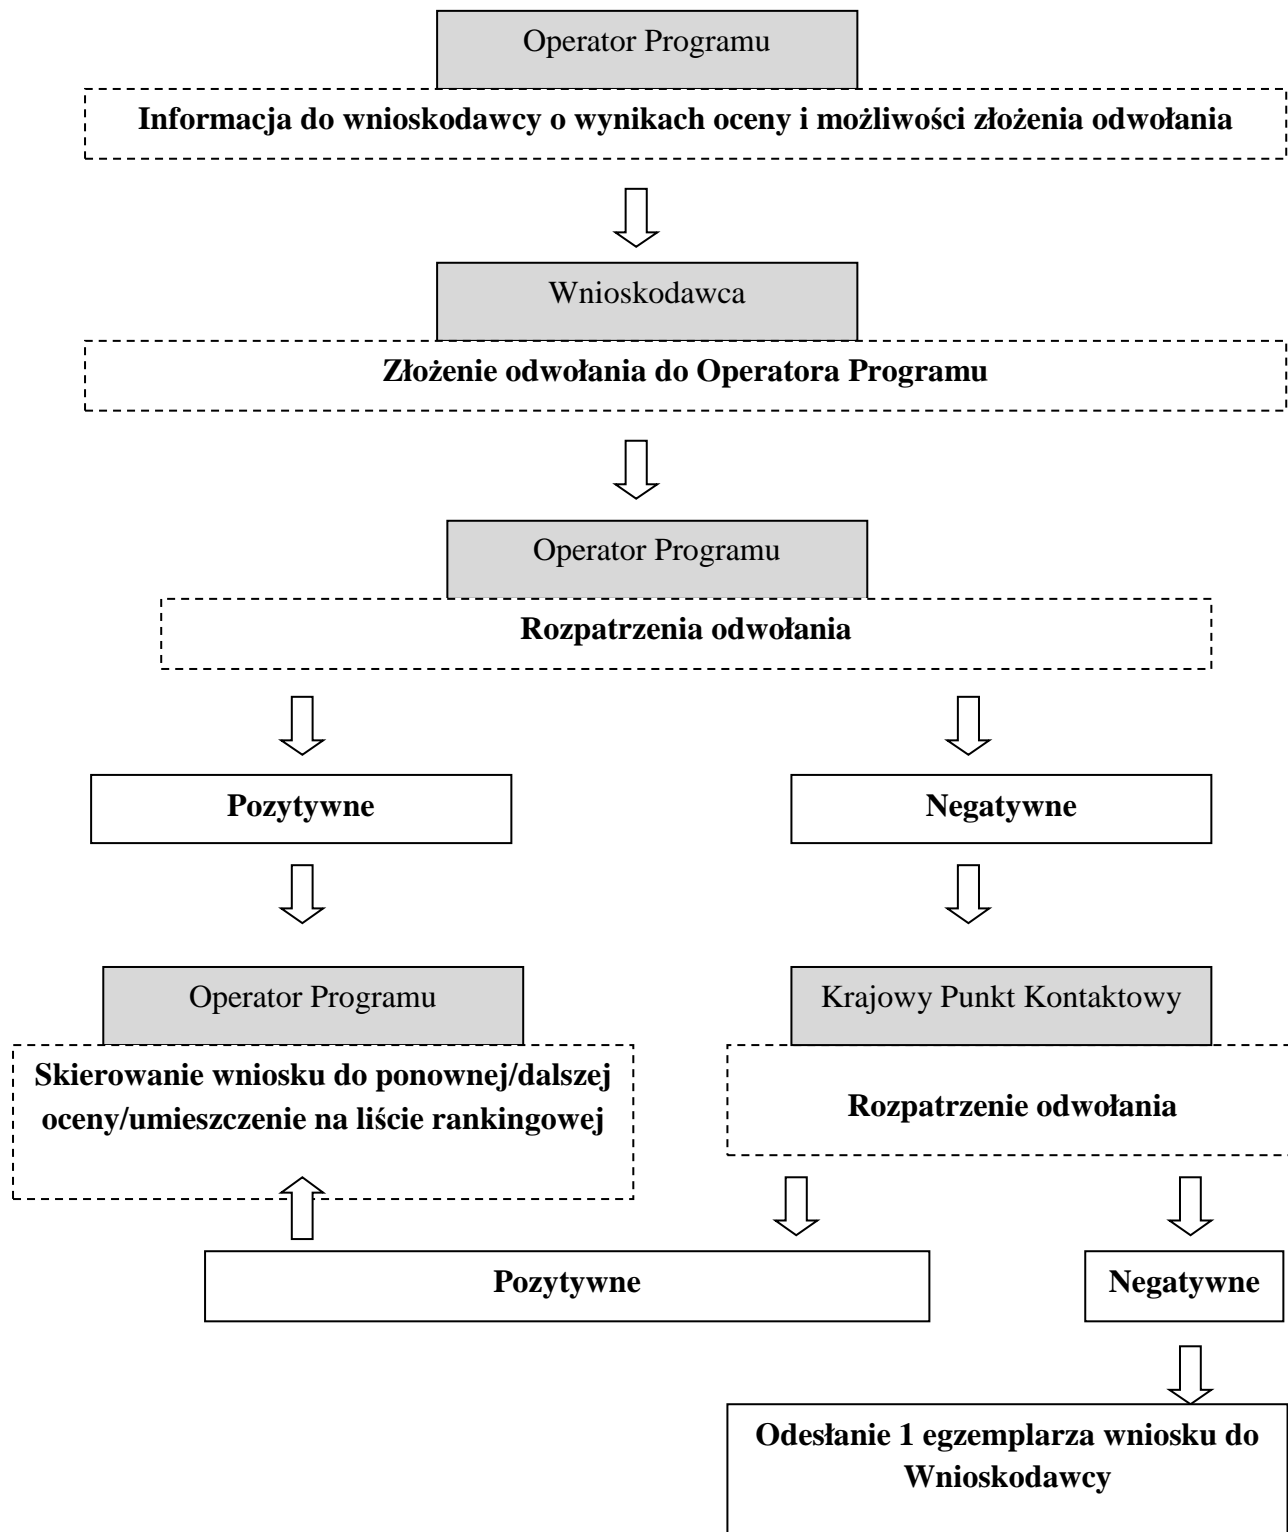 Operator Programu
Informacja do wnioskodawcy o wynikach oceny i możliwości złożenia odwołania
Wnioskodawca
Złożenie odwołania do Operatora Programu
Operator Programu
Rozpatrzenia odwołania
Pozytywne
Negatywne
Operator Programu
Skierowanie wniosku do ponownej/dalszej
oceny/umieszczenie na liście rankingowej
Krajowy Punkt Kontaktowy
Rozpatrzenie odwołania
Pozytywne
Negatywne
Odesłanie 1 egzemplarza wniosku do
Wnioskodawcy